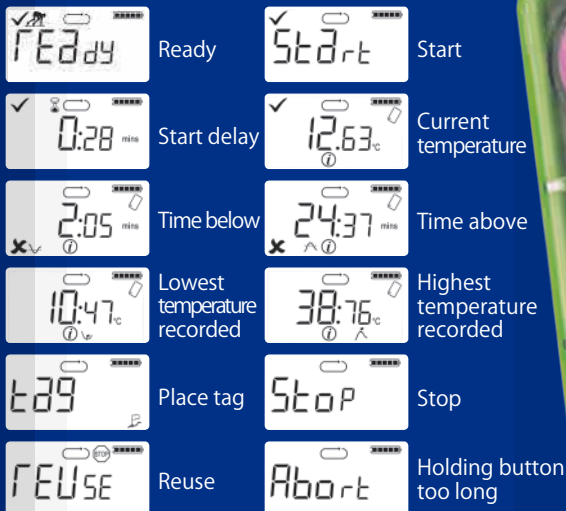 rEAdy
Ready
StArt
Start
0:28 mins
Start delay
12.63°c
i
Current
temperature
2:05 mins
i
Time below
24:37 mins
i
Time above
10:47°c
i
Lowest
temperature
recorded
38:76°c
i
Highest
temperature
recorded
tag
Place tag
StoP
Stop
STOP
rEUSE
Reuse
Abort
Holding button
too long